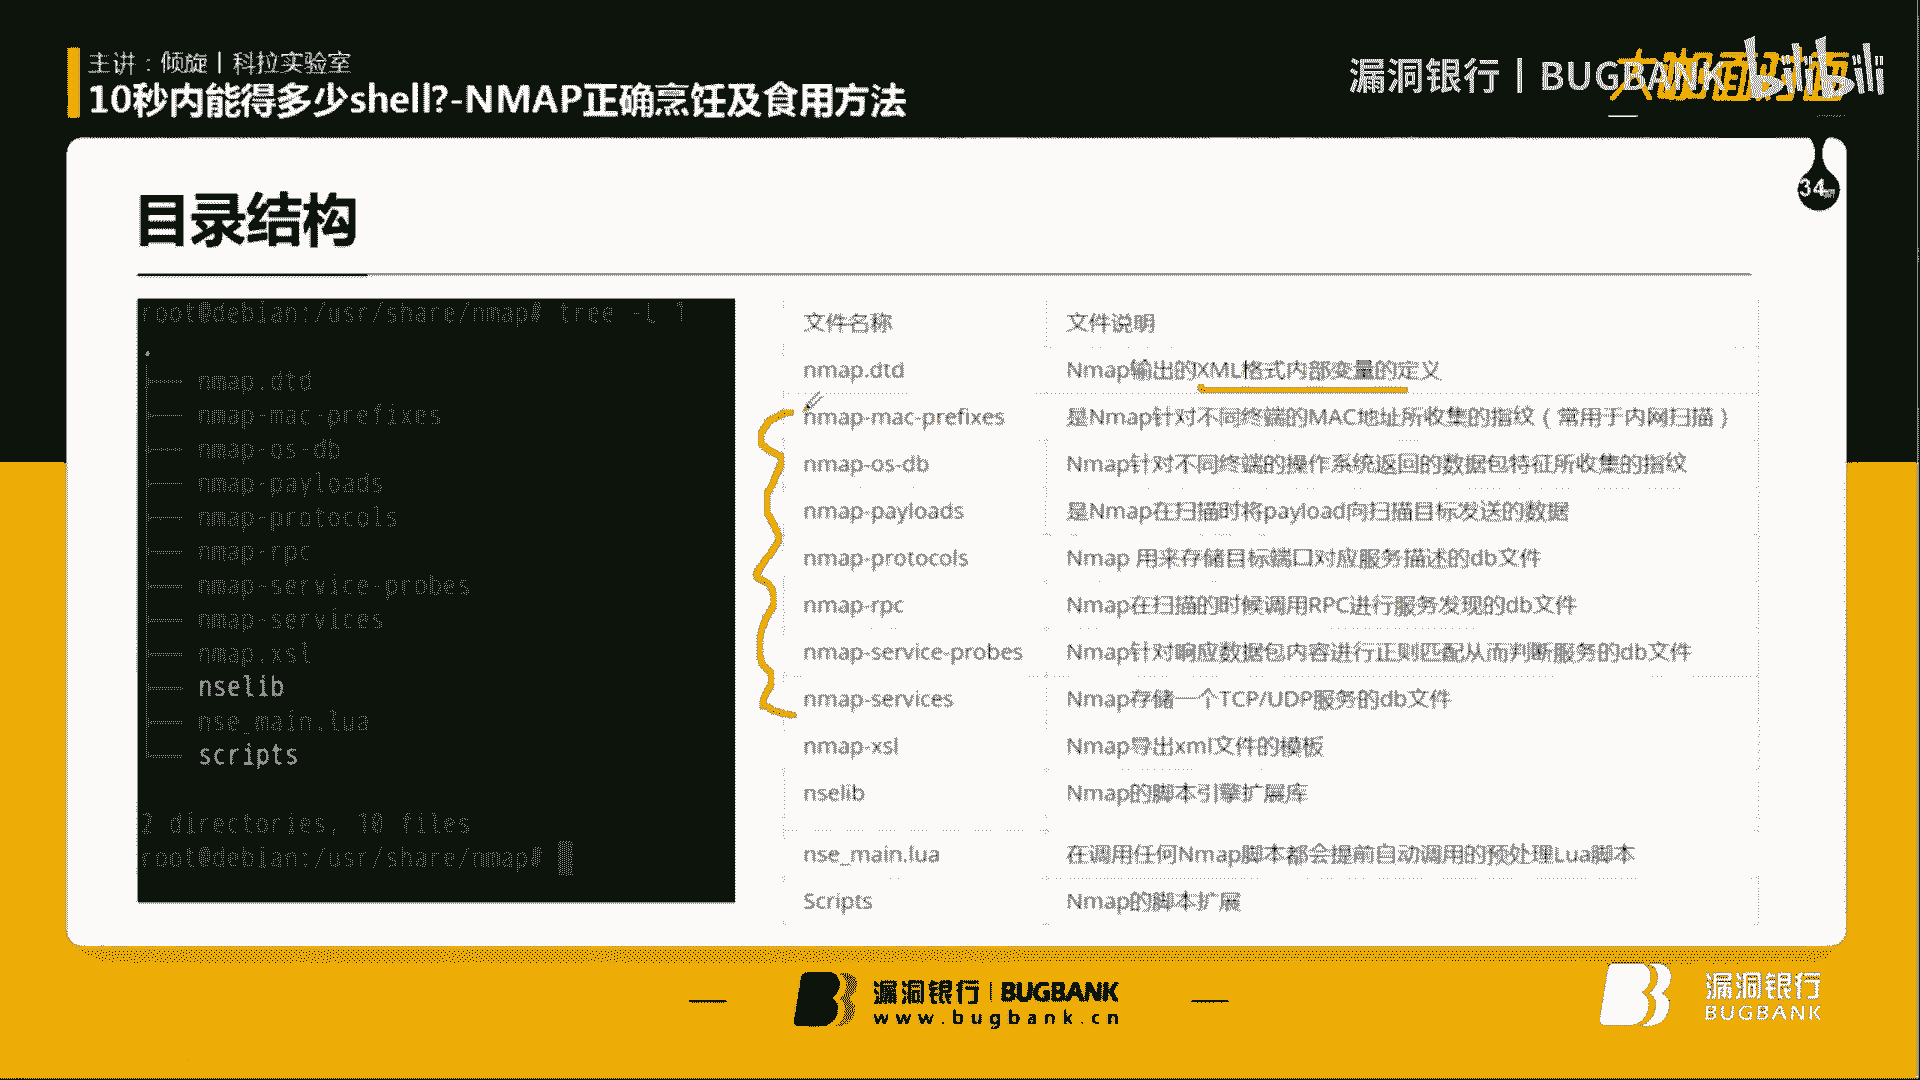 主讲：倾旋 | 科拉实验室
10秒内能得多少shell?-NMAP正确烹饪及食用方法
漏洞银行 | BUGBANK
大咖面对面
bilibili
34
目录结构
root@debian:/usr/share/nmap# tree -L 1
.
├── nmap.dtd
├── nmap-mac-prefixes
├── nmap-os-db
├── nmap-payloads
├── nmap-protocols
├── nmap-rpc
├── nmap-service-probes
├── nmap-services
├── nmap.xsl
├── nselib
├── nse_main.lua
└── scripts
2 directories, 10 files
root@debian:/usr/share/nmap#
文件名称 文件说明
nmap.dtd Nmap输出的XML格式内部变量的定义
nmap-mac-prefixes 是Nmap针对不同终端的MAC地址所收集的指纹（常用于内网扫描）
nmap-os-db Nmap针对不同终端的操作系统返回的数据包特征所收集的指纹
nmap-payloads 是Nmap在扫描时将payload向扫描目标发送的数据
nmap-protocols Nmap 用来存储目标端口对应服务描述的db文件
nmap-rpc Nmap在扫描的时候调用RPC进行服务发现的db文件
nmap-service-probes Nmap针对响应数据包内容进行正则匹配从而判断服务的db文件
nmap-services Nmap存储一个TCP/UDP服务的db文件
nmap-xsl Nmap导出xml文件的模板
nselib Nmap的脚本引擎扩展库
nse_main.lua 在调用任何Nmap脚本都会提前自动调用的预处理Lua脚本
Scripts Nmap的脚本扩展
漏洞银行 | BUGBANK
www.bugbank.cn
漏洞银行
BUGBANK